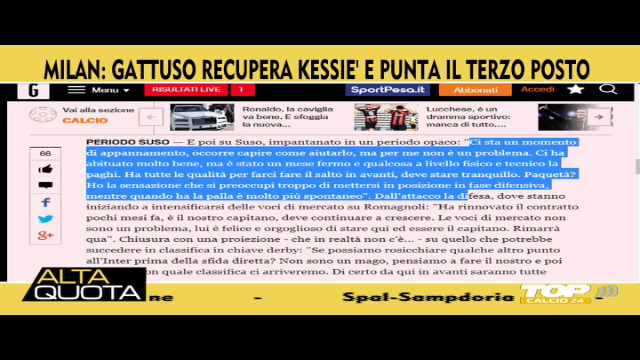 MILAN: GATTUSO RECUPERA KESSIE' E PUNTA IL TERZO POSTO
G Menu RISULTATI LIVE 1 SportPesa.it Abbonati Accedi
Vai alla sezione
CALCIO
Ronaldo, la caviglia
va bene. E sfoggia
la nuova...
Lucchese, è un
dramma sportivo:
manca di tutto,...
66
PERIODO SUSO — E poi su Suso, impantanato in un periodo opaco: "Ci sta un momento
di appannamento, occorre capire come aiutarlo, ma per me non è un problema. Ci ha
abituato molto bene, ma è stato un mese fermo e qualcosa a livello fisico e tecnico la
paghi. Ha tutte le qualità per farci fare il salto in avanti, deve stare tranquillo. Paquetà?
Ho la sensazione che si preoccupi troppo di mettersi in posizione in fase difensiva,
mentre quando ha la palla è molto più spontaneo". Dall'attacco la difesa, dove stanno
iniziando a intensificarsi delle voci di mercato su Romagnoli: "Ha rinnovato il contratto
pochi mesi fa, è il nostro capitano, deve continuare a crescere. Le voci di mercato non
sono un problema, lui è felice e orgoglioso di stare qui ed essere il capitano. Rimarrà
qua". Chiusura con una proiezione - che in realtà non c'è... - su quello che potrebbe
succedere in classifica in chiave derby: "Se possiamo rosicchiare qualche altro punto
all'Inter prima della sfida diretta? Non sono un mago, pensiamo a fare il nostro e poi
on quale classifica ci arriveremo. Di certo da qui in avanti saranno tutte
f
g+
ALTA
QUOTA
ne - Spal-Sampdoria
TOP
CALCIO 24